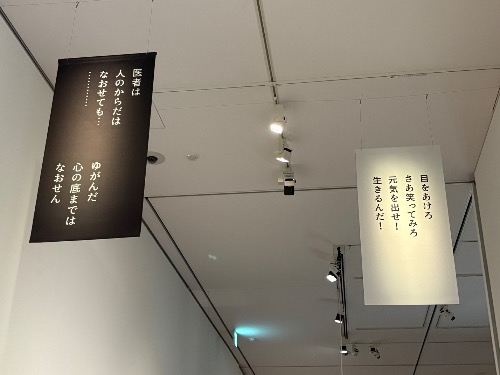 医者は
人のからだは
なおせても…
…………
ゆがんだ
心の底までは
なおせん
目をあけろ
さあ笑ってみろ
元気を出せ！
生きるんだ！